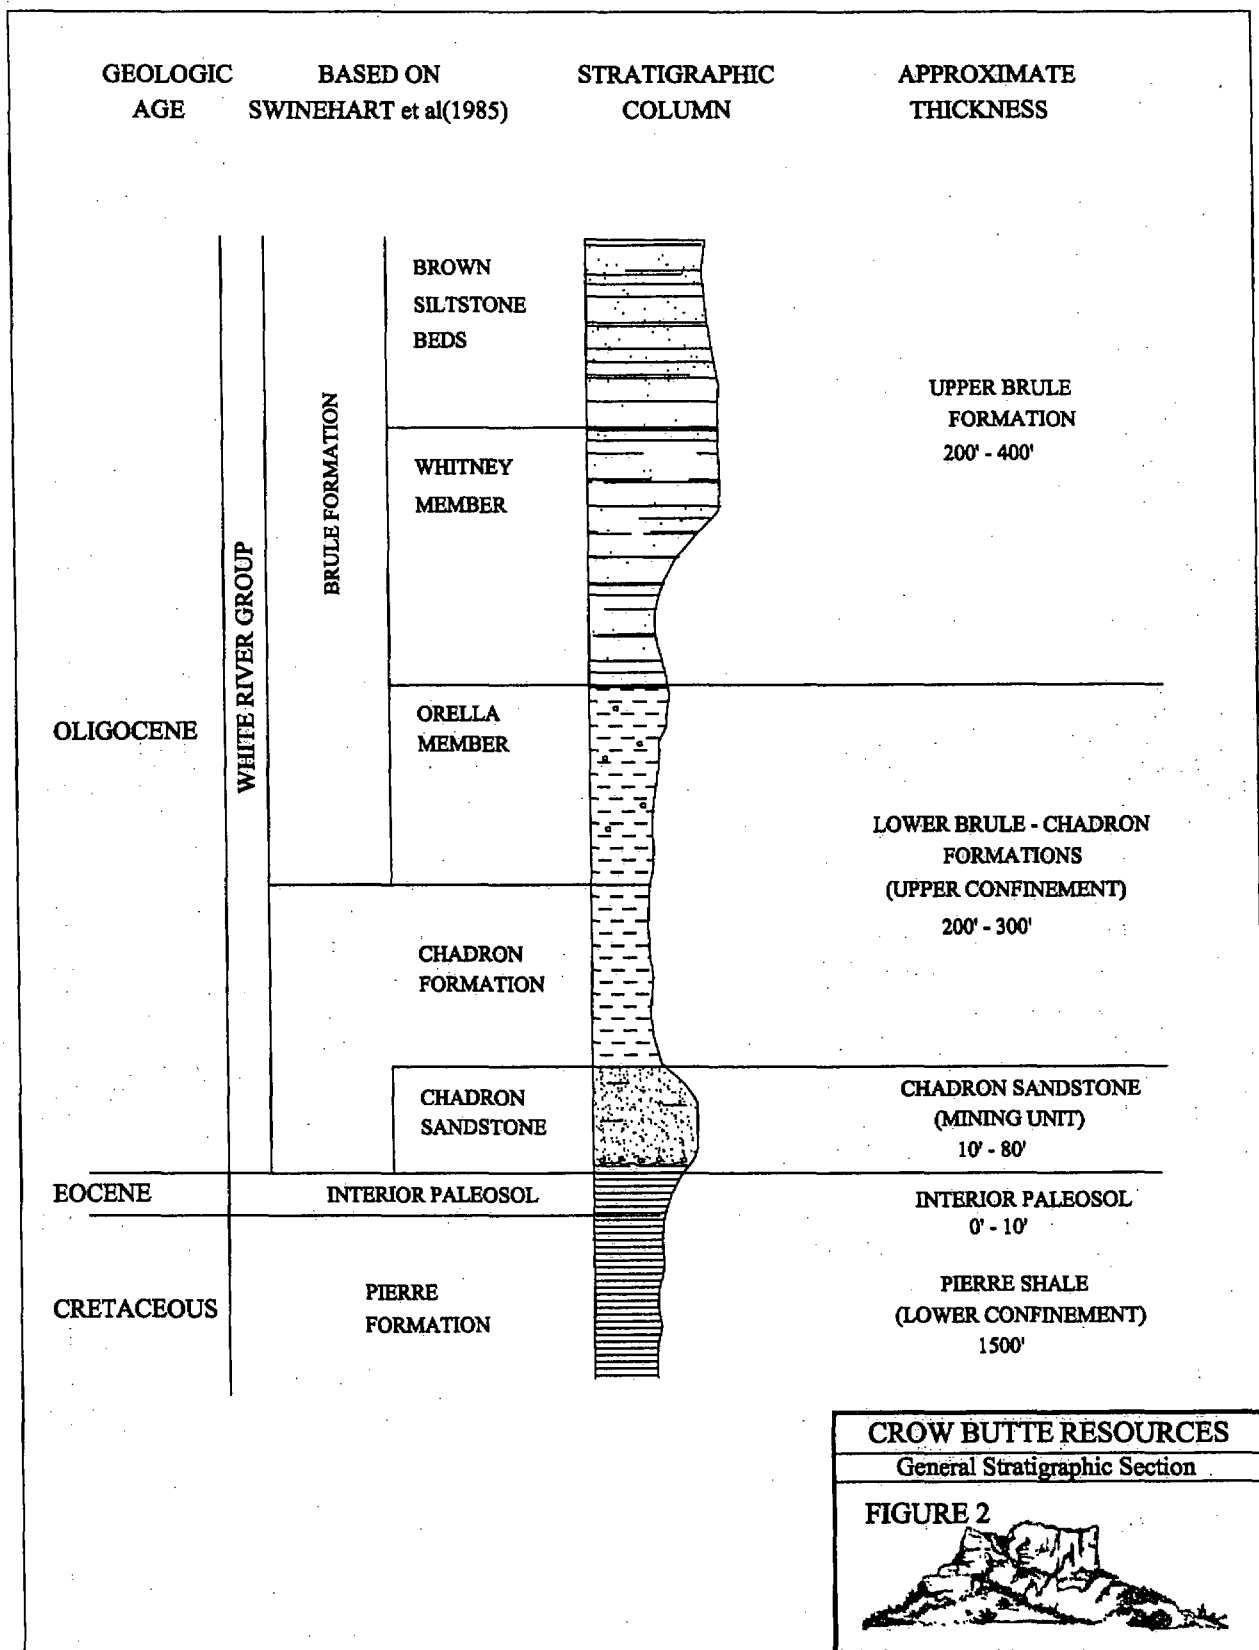 GEOLOGIC
AGE
BASED ON
SWINEHART et al(1985)
STRATIGRAPHIC
COLUMN
APPROXIMATE
THICKNESS
BROWN
SILTSTONE
BEDS
UPPER BRULE
FORMATION
200' - 400'
BRULE FORMATION
WHITNEY
MEMBER
WHITE RIVER GROUP
OLIGOCENE
ORELLA
MEMBER
LOWER BRULE - CHADRON
FORMATIONS
(UPPER CONFINEMENT)
200' - 300'
CHADRON
FORMATION
CHADRON
SANDSTONE
CHADRON SANDSTONE
(MINING UNIT)
10' - 80'
EOCENE
INTERIOR PALEOSOL
INTERIOR PALEOSOL
0' - 10'
CRETACEOUS
PIERRE
FORMATION
PIERRE SHALE
(LOWER CONFINEMENT)
1500'
CROW BUTTE RESOURCES
General Stratigraphic Section
FIGURE 2